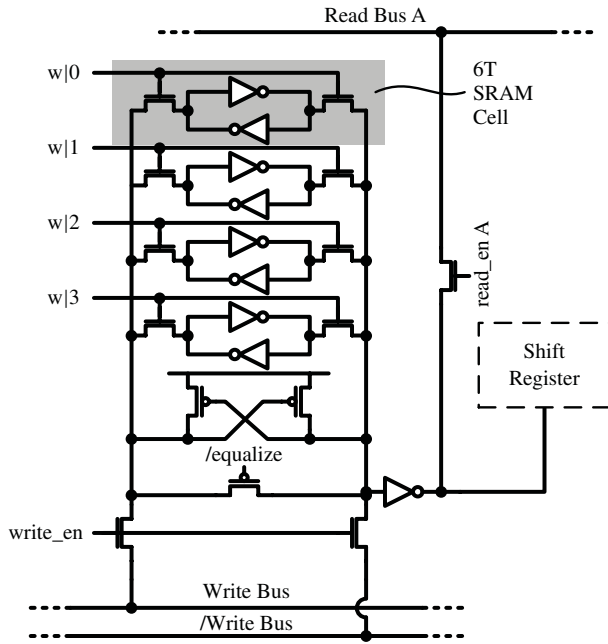 Read Bus A
w|0
6T
SRAM
Cell
w|1
w|2
w|3
read_en A
Shift
Register
/equalize
write_en
Write Bus
/Write Bus